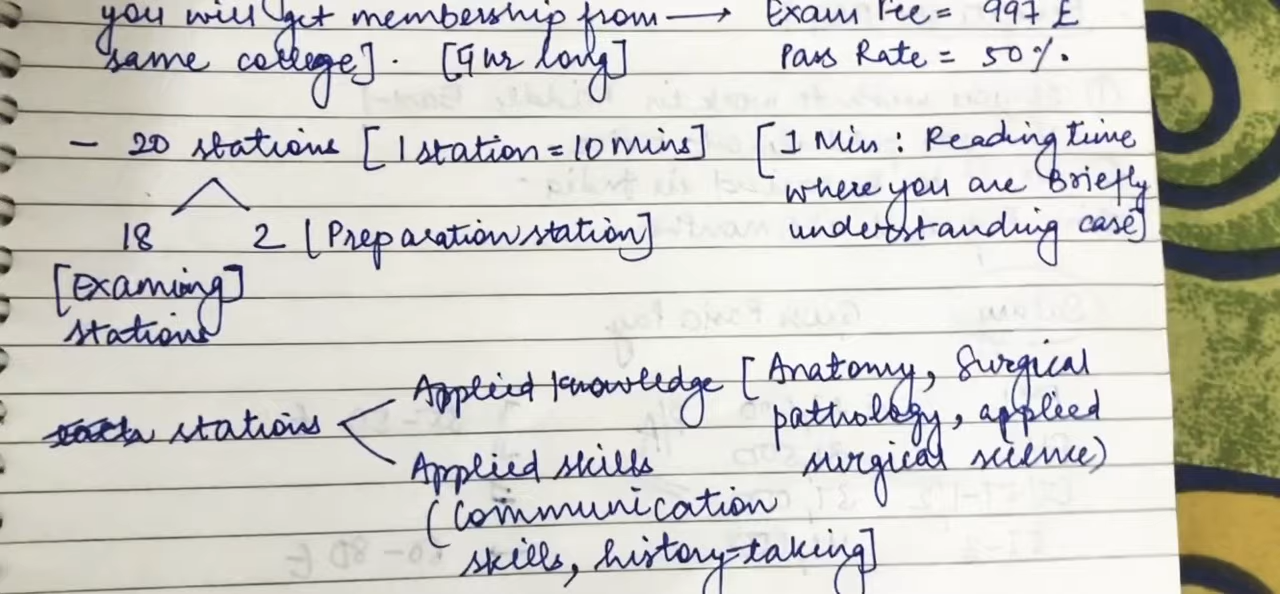 you will get membership from → Exam Fee = 997 £
same college]. [4 hr long] Pass Rate = 50%.
- 20 stations [1 station = 10 mins] [1 Min : Reading time
where you are Briefly
18 2 [Preparation station] understanding case]
[Examing]
stations
Applied knowledge [Anatomy, Surgical
stations pathology, applied
Applied skills surgical science)
(Communication
skills, history-taking]